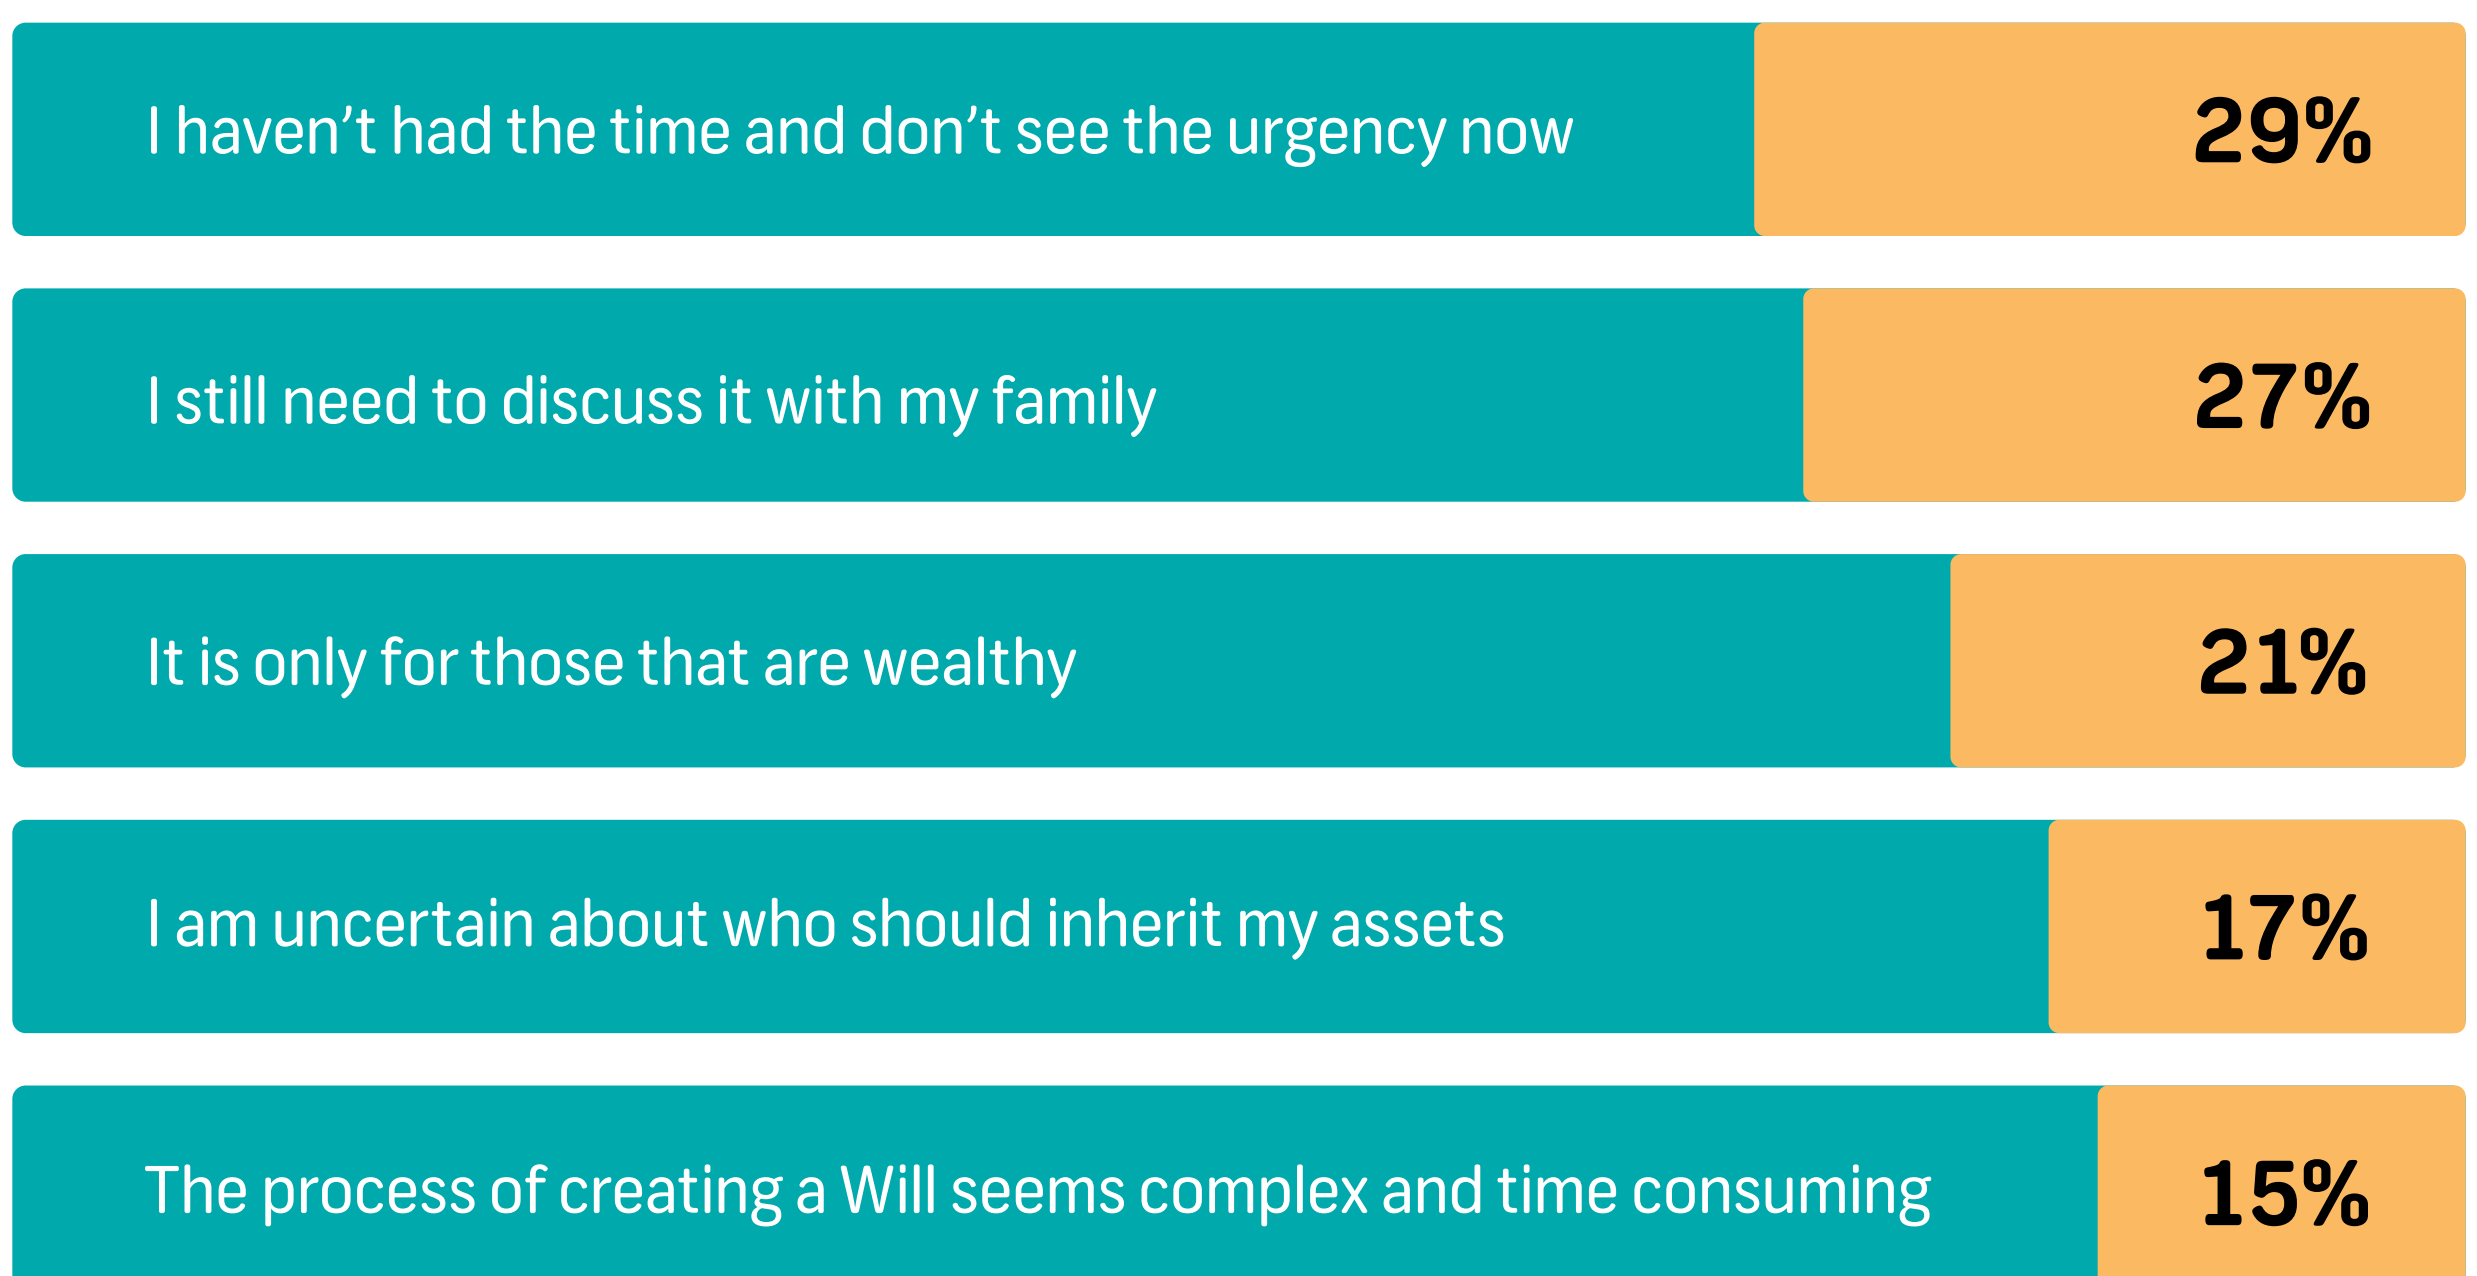 I haven’t had the time and don’t see the urgency now 29%
I still need to discuss it with my family 27%
It is only for those that are wealthy 21%
I am uncertain about who should inherit my assets 17%
The process of creating a Will seems complex and time consuming 15%